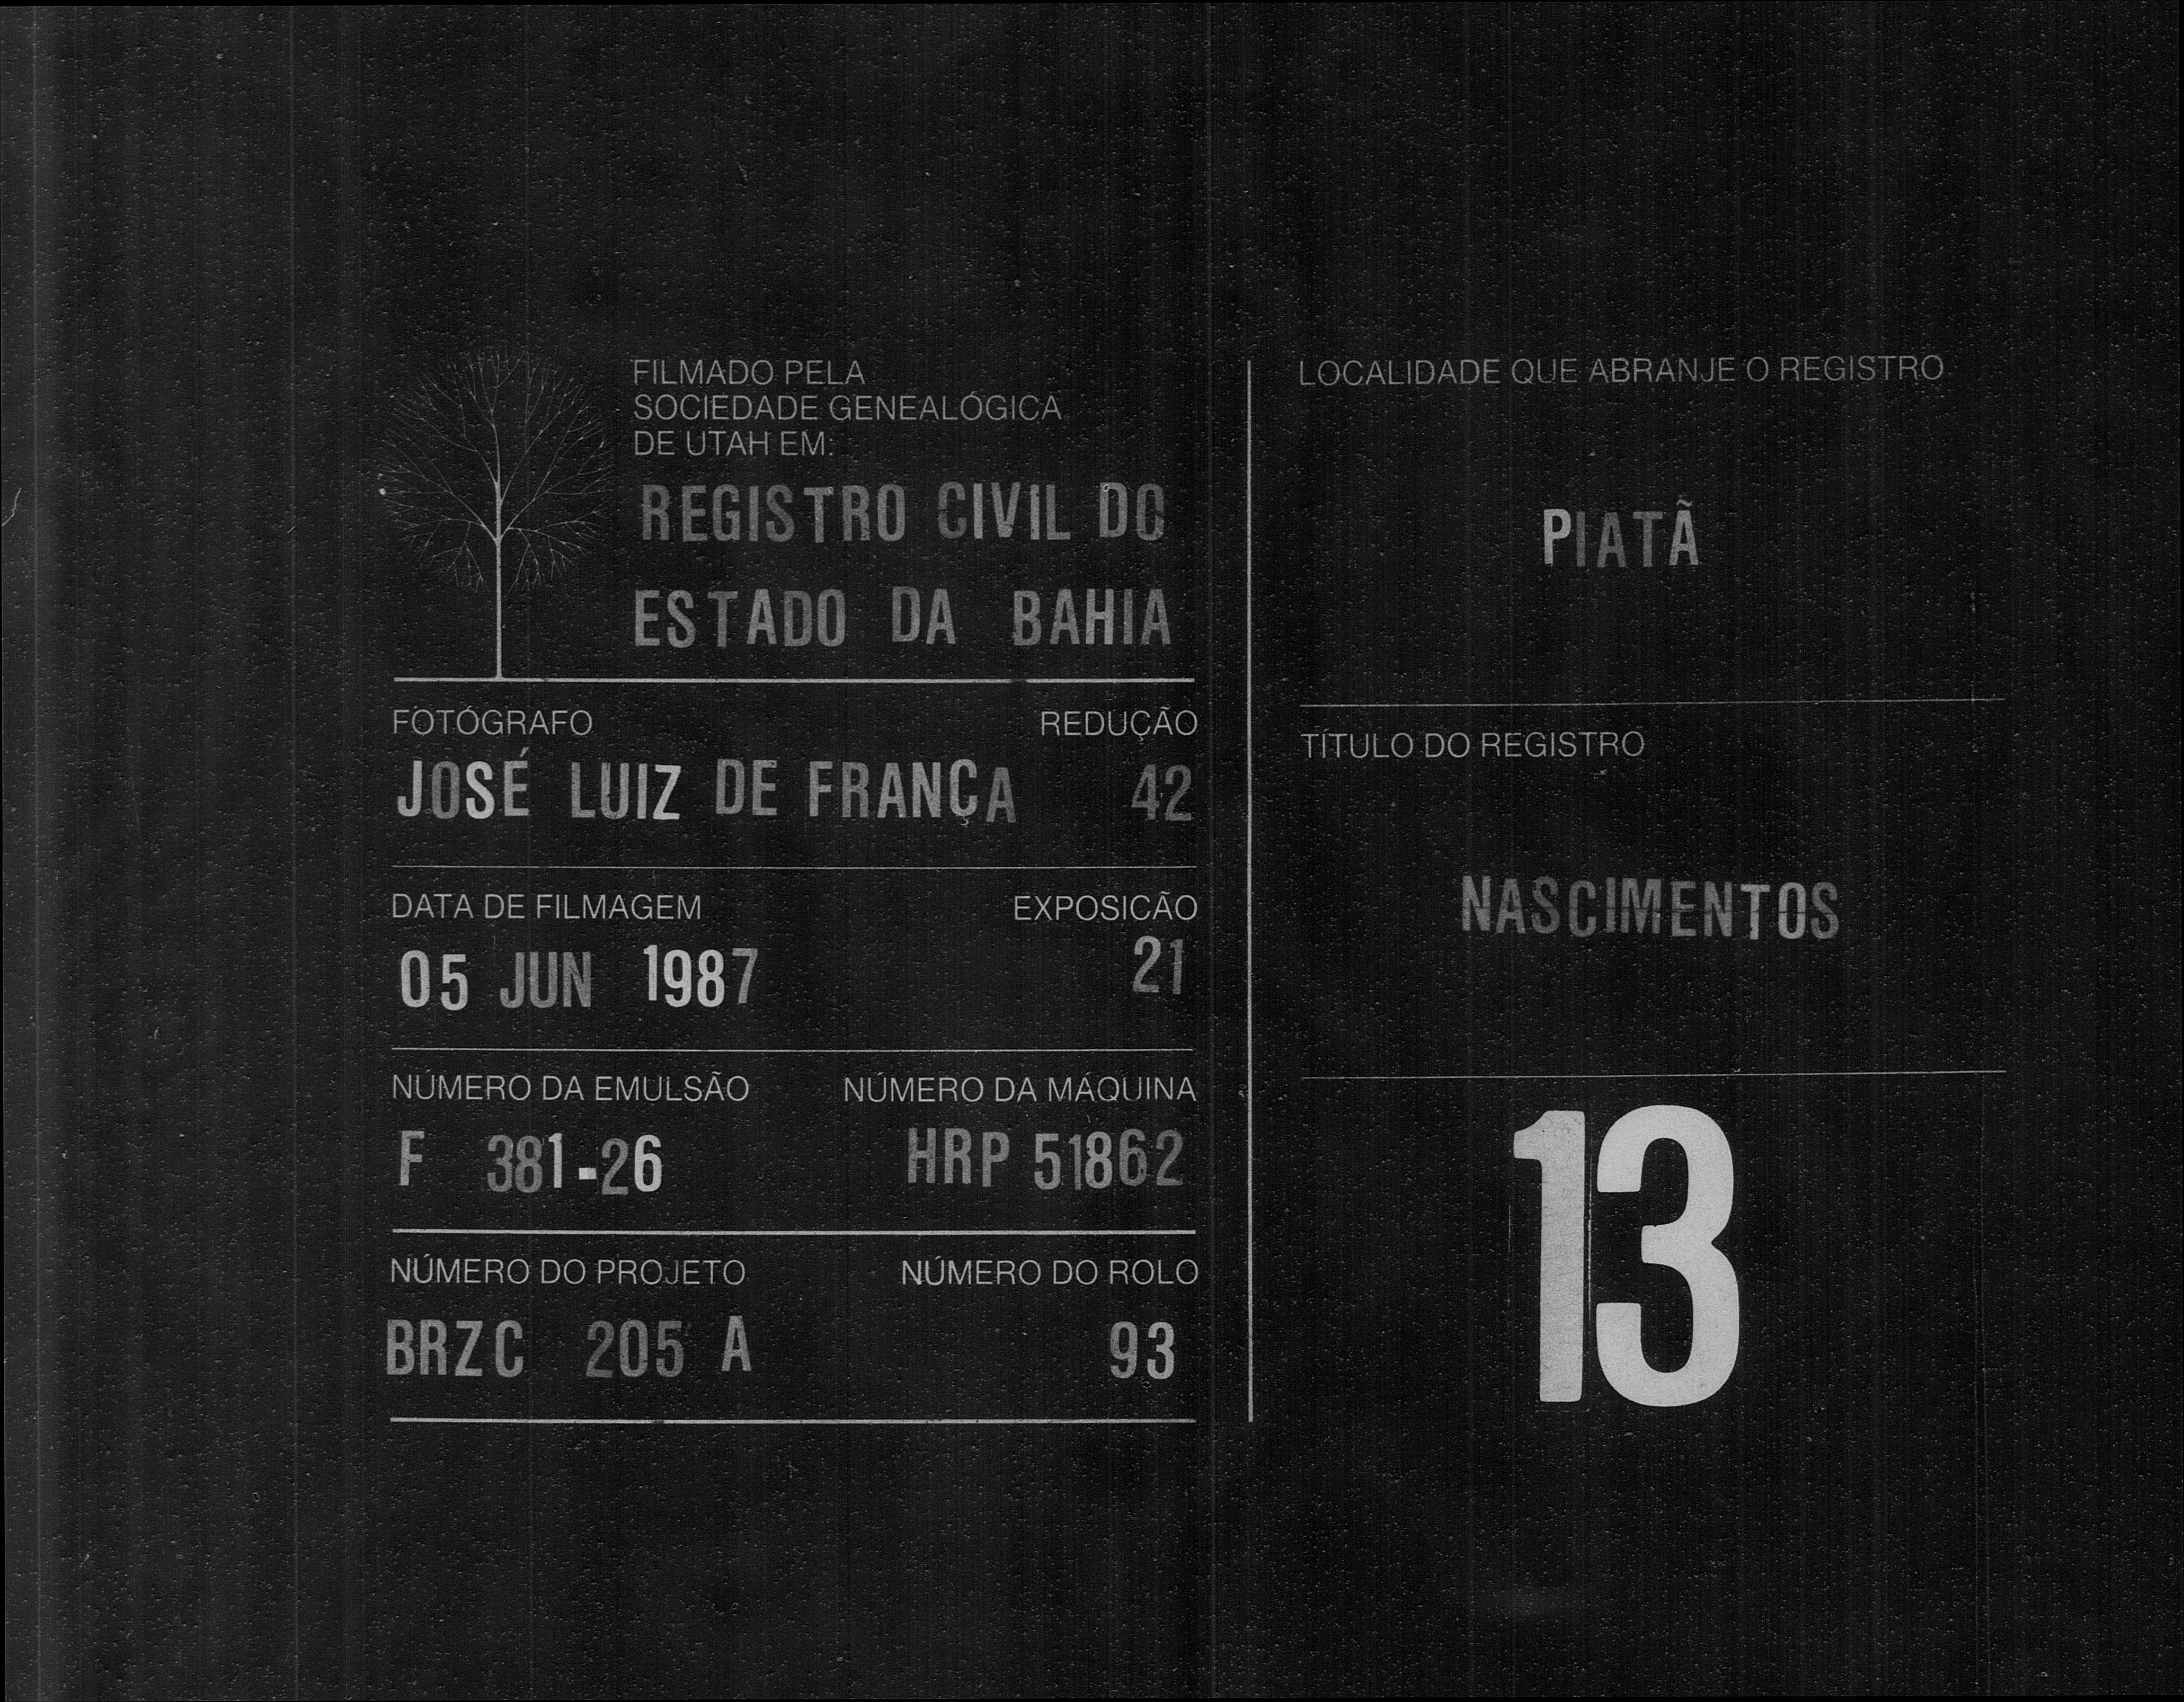 FILMADO PELA
SOCIEDADE GENEALÓGICA
DE UTAH EM:
REGISTRO CIVIL DO
ESTADO DA BAHIA
FOTÓGRAFO REDUÇÃO
JOSÉ LUIZ DE FRANÇA 42
DATA DE FILMAGEM EXPOSICÃO
05 JUN 1987 21
NÚMERO DA EMULSÃO NÚMERO DA MÁQUINA
F 381-26 HRP 51862
NÚMERO DO PROJETO NÚMERO DO ROLO
BRZC 205 A 93
LOCALIDADE QUE ABRANJE O REGISTRO
PIATÃ
TÍTULO DO REGISTRO
NASCIMENTOS
13